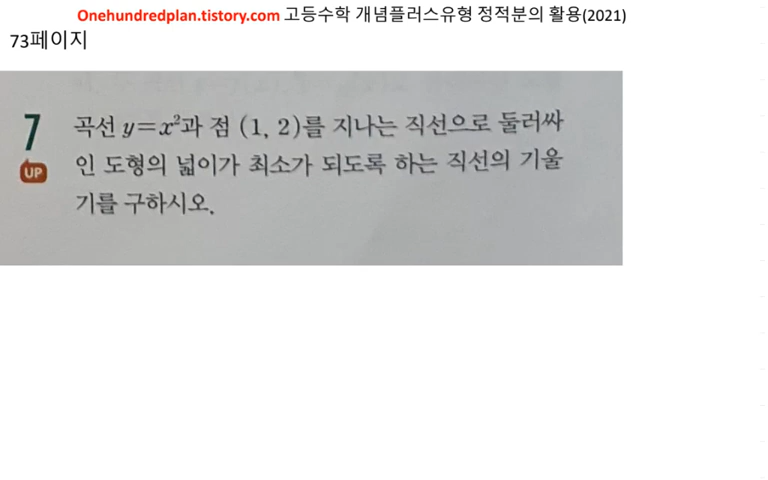 Onehundredplan.tistory.com 고등수학 개념플러스유형 정적분의 활용(2021)
73페이지
7 곡선 y=x²과 점 (1, 2)를 지나는 직선으로 둘러싸
UP 인 도형의 넓이가 최소가 되도록 하는 직선의 기울
기를 구하시오.